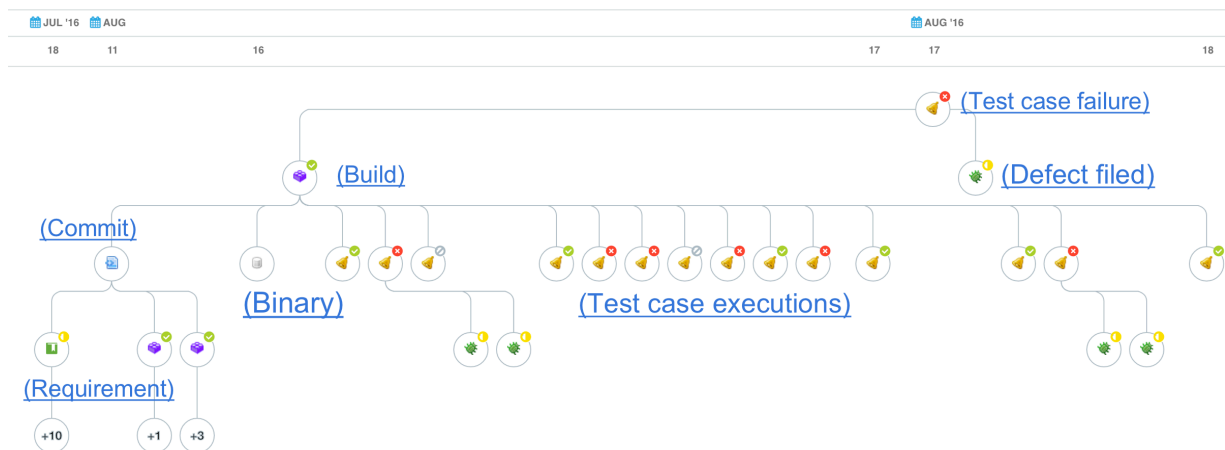 JUL '16 AUG AUG '16
18 11 16 17 17 18
(Test case failure)
(Build) (Defect filed)
(Commit)
(Binary) (Test case executions)
(Requirement)
+10 +1 +3